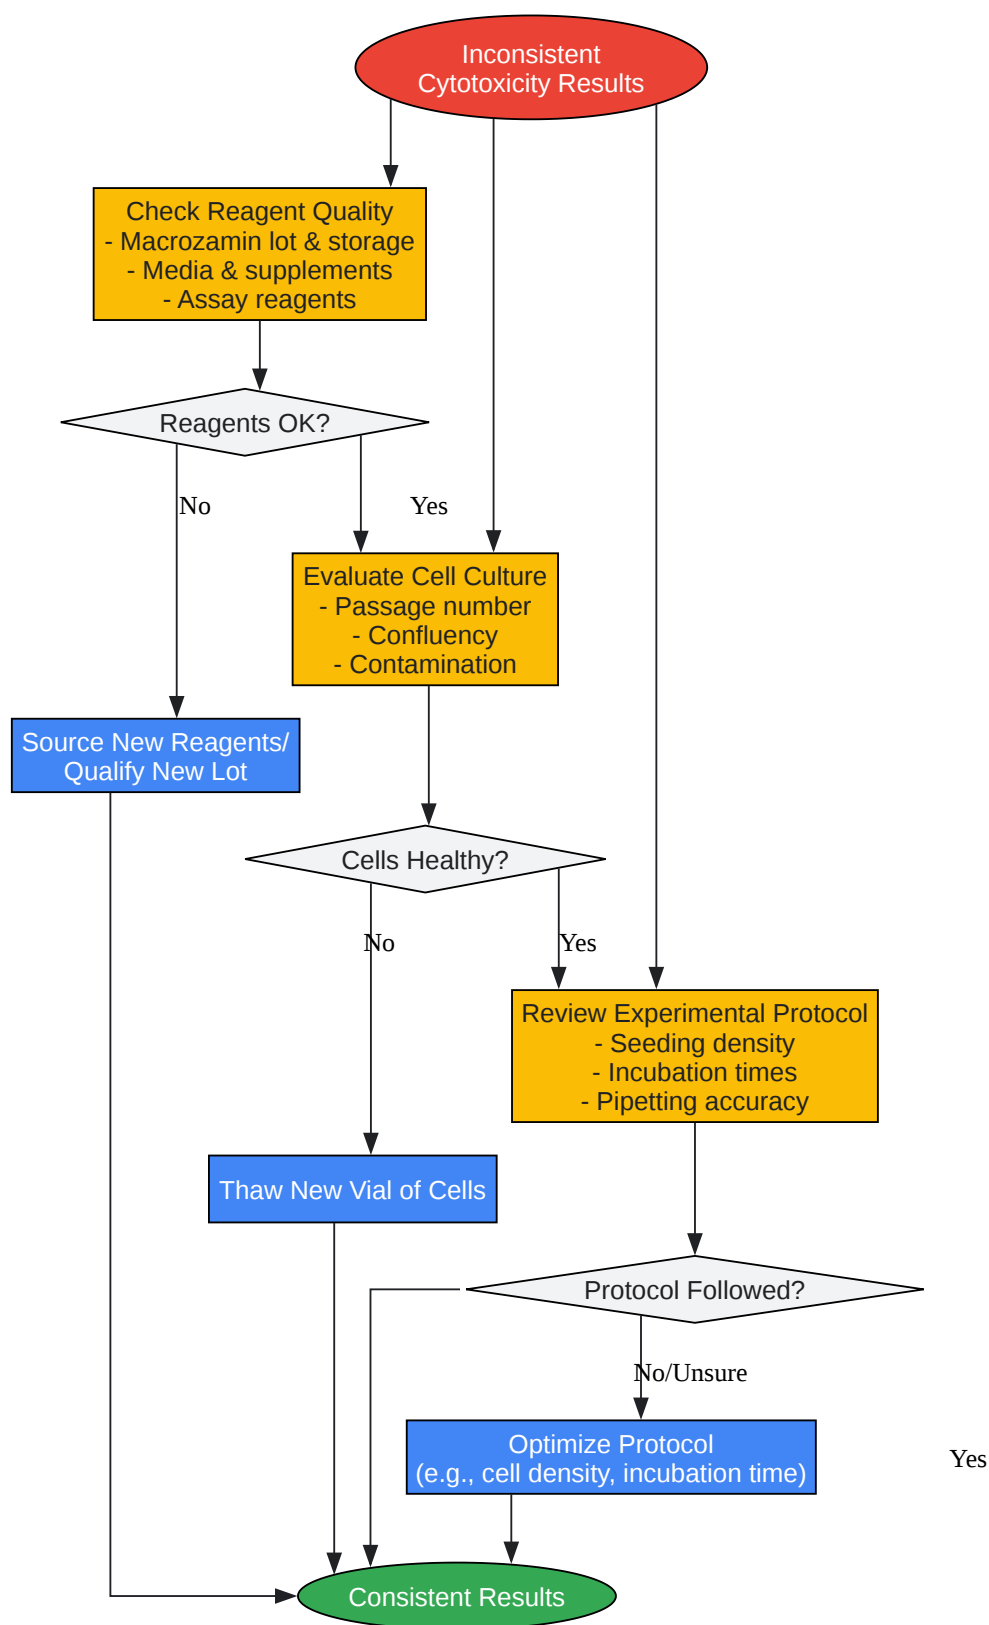 Inconsistent
Cytotoxicity Results
Check Reagent Quality
- Macrozamin lot & storage
- Media & supplements
- Assay reagents
Reagents OK?
No
Yes
Evaluate Cell Culture
- Passage number
- Confluency
- Contamination
Source New Reagents/
Qualify New Lot
Cells Healthy?
No
Yes
Review Experimental Protocol
- Seeding density
- Incubation times
- Pipetting accuracy
Thaw New Vial of Cells
Protocol Followed?
No/Unsure
Optimize Protocol
(e.g., cell density, incubation time)
Yes
Consistent Results